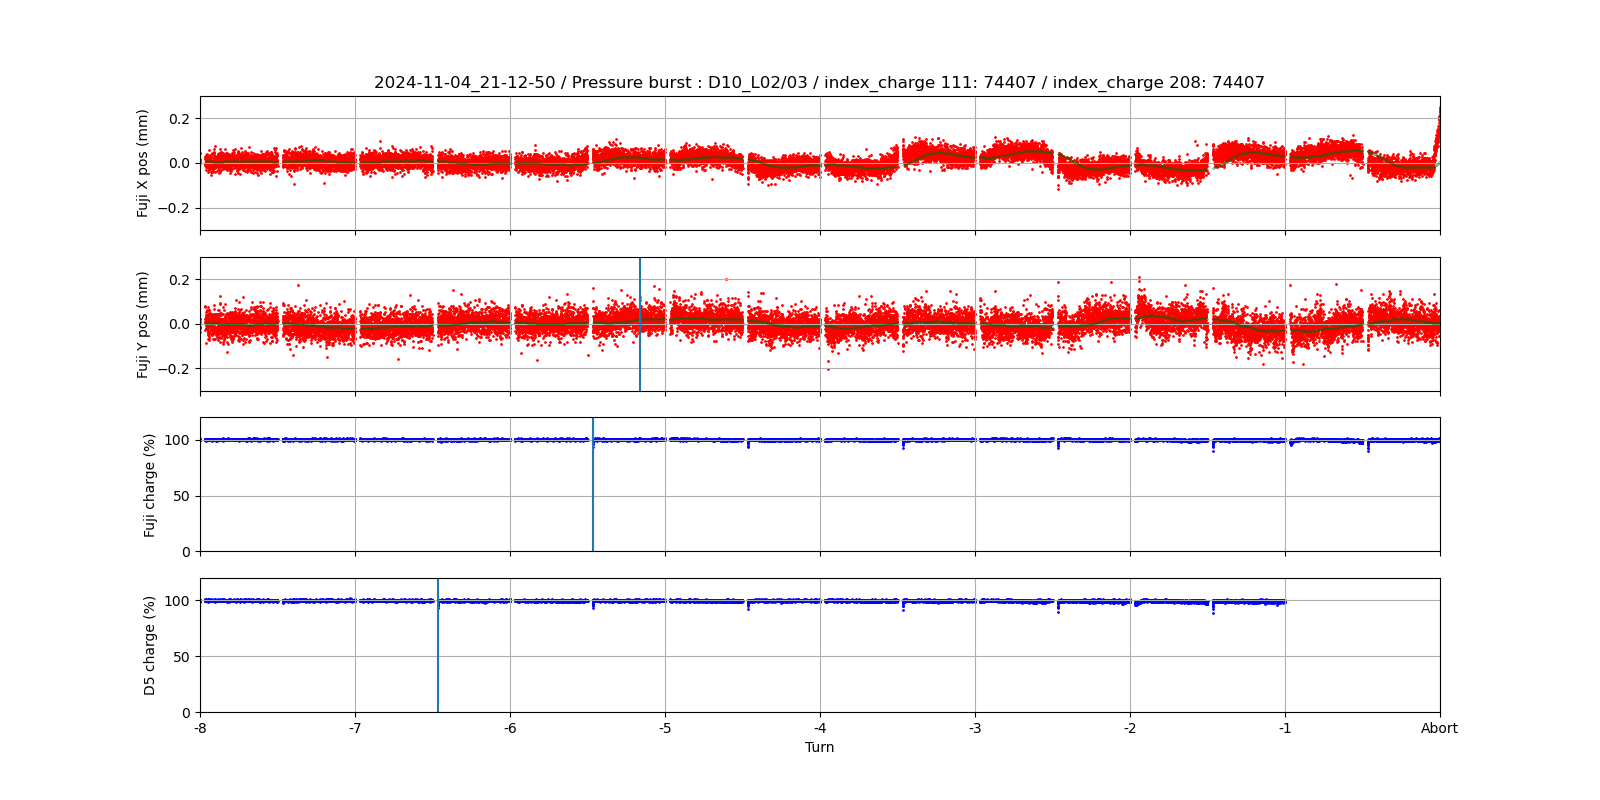 2024-11-04_21-12-50 / Pressure burst : D10_L02/03 / index_charge 111: 74407 / index_charge 208: 74407
Fuji X pos (mm)
0.2
0.0
−0.2
Fuji Y pos (mm)
0.2
0.0
−0.2
Fuji charge (%)
100
50
0
D5 charge (%)
100
50
0
-8 -7 -6 -5 -4 -3 -2 -1 Abort
Turn